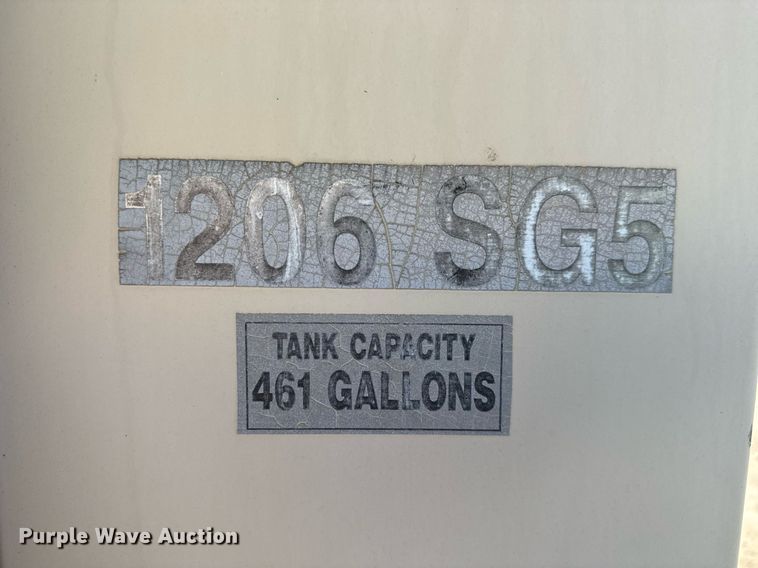 1206 SG5
TANK CAPACITY
461 GALLONS
Purple Wave Auction